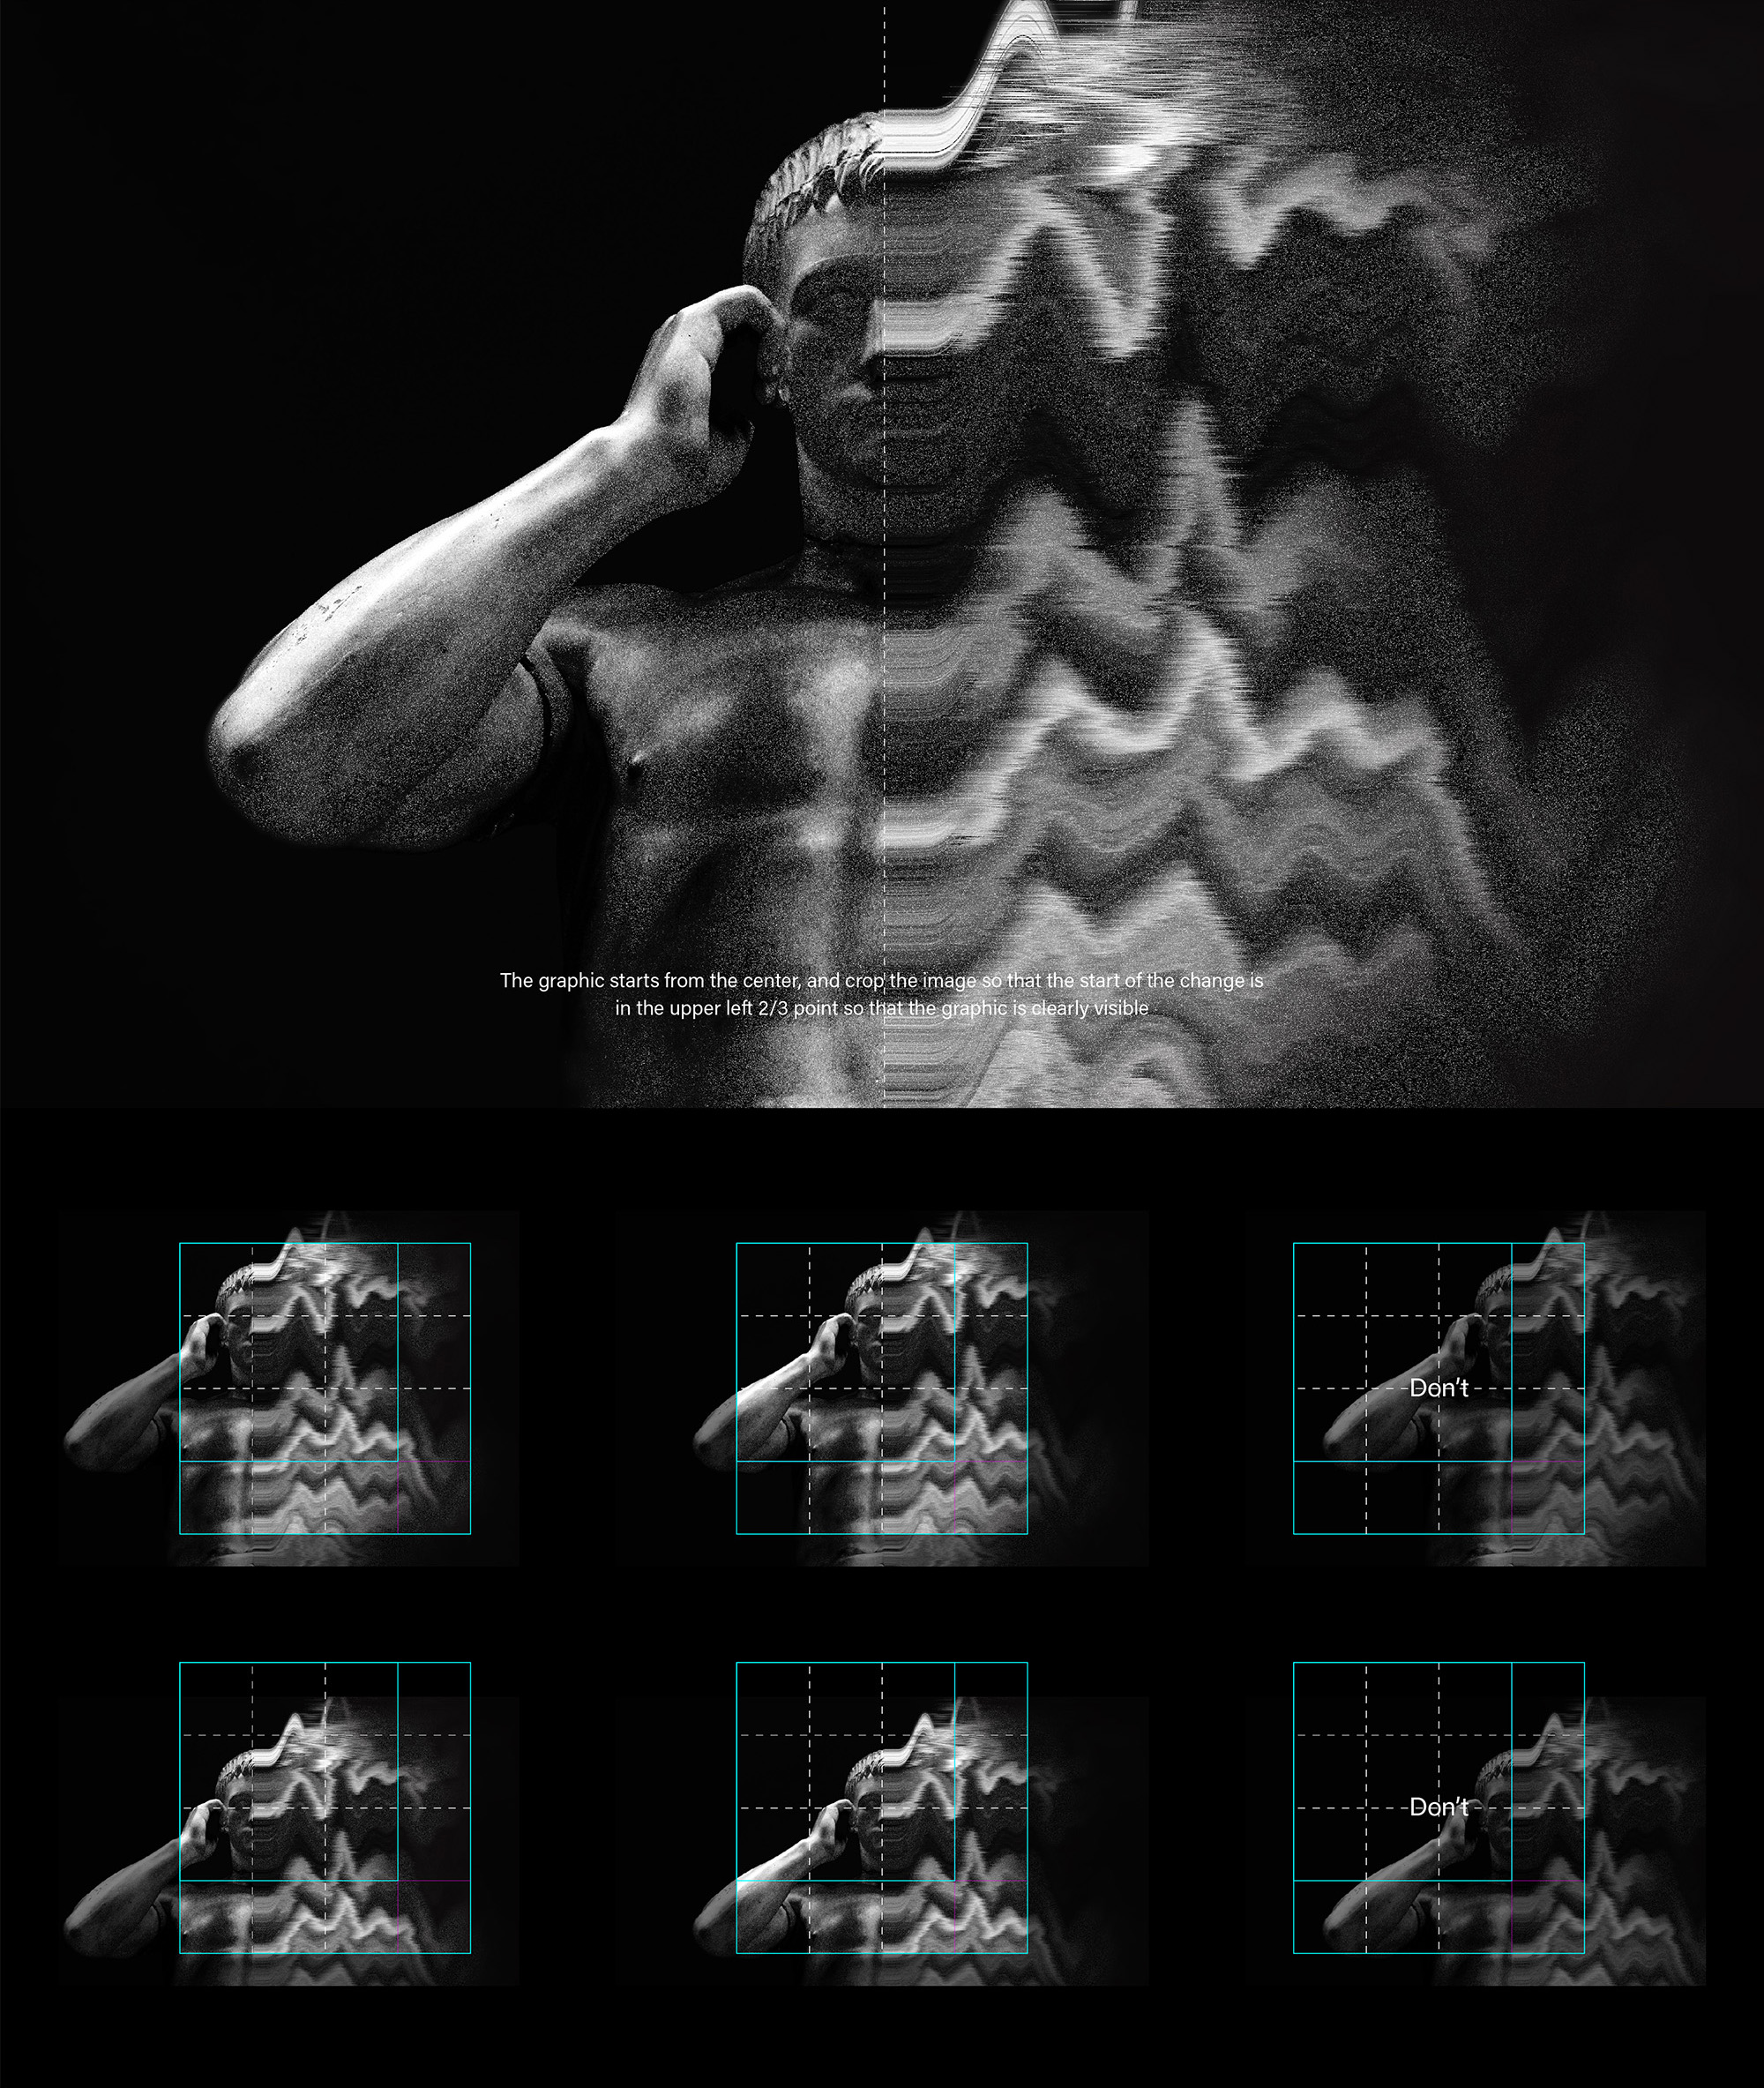 The graphic starts from the center, and crop the image so that the start of the change is
in the upper left 2/3 point so that the graphic is clearly visible
Don't
Don't